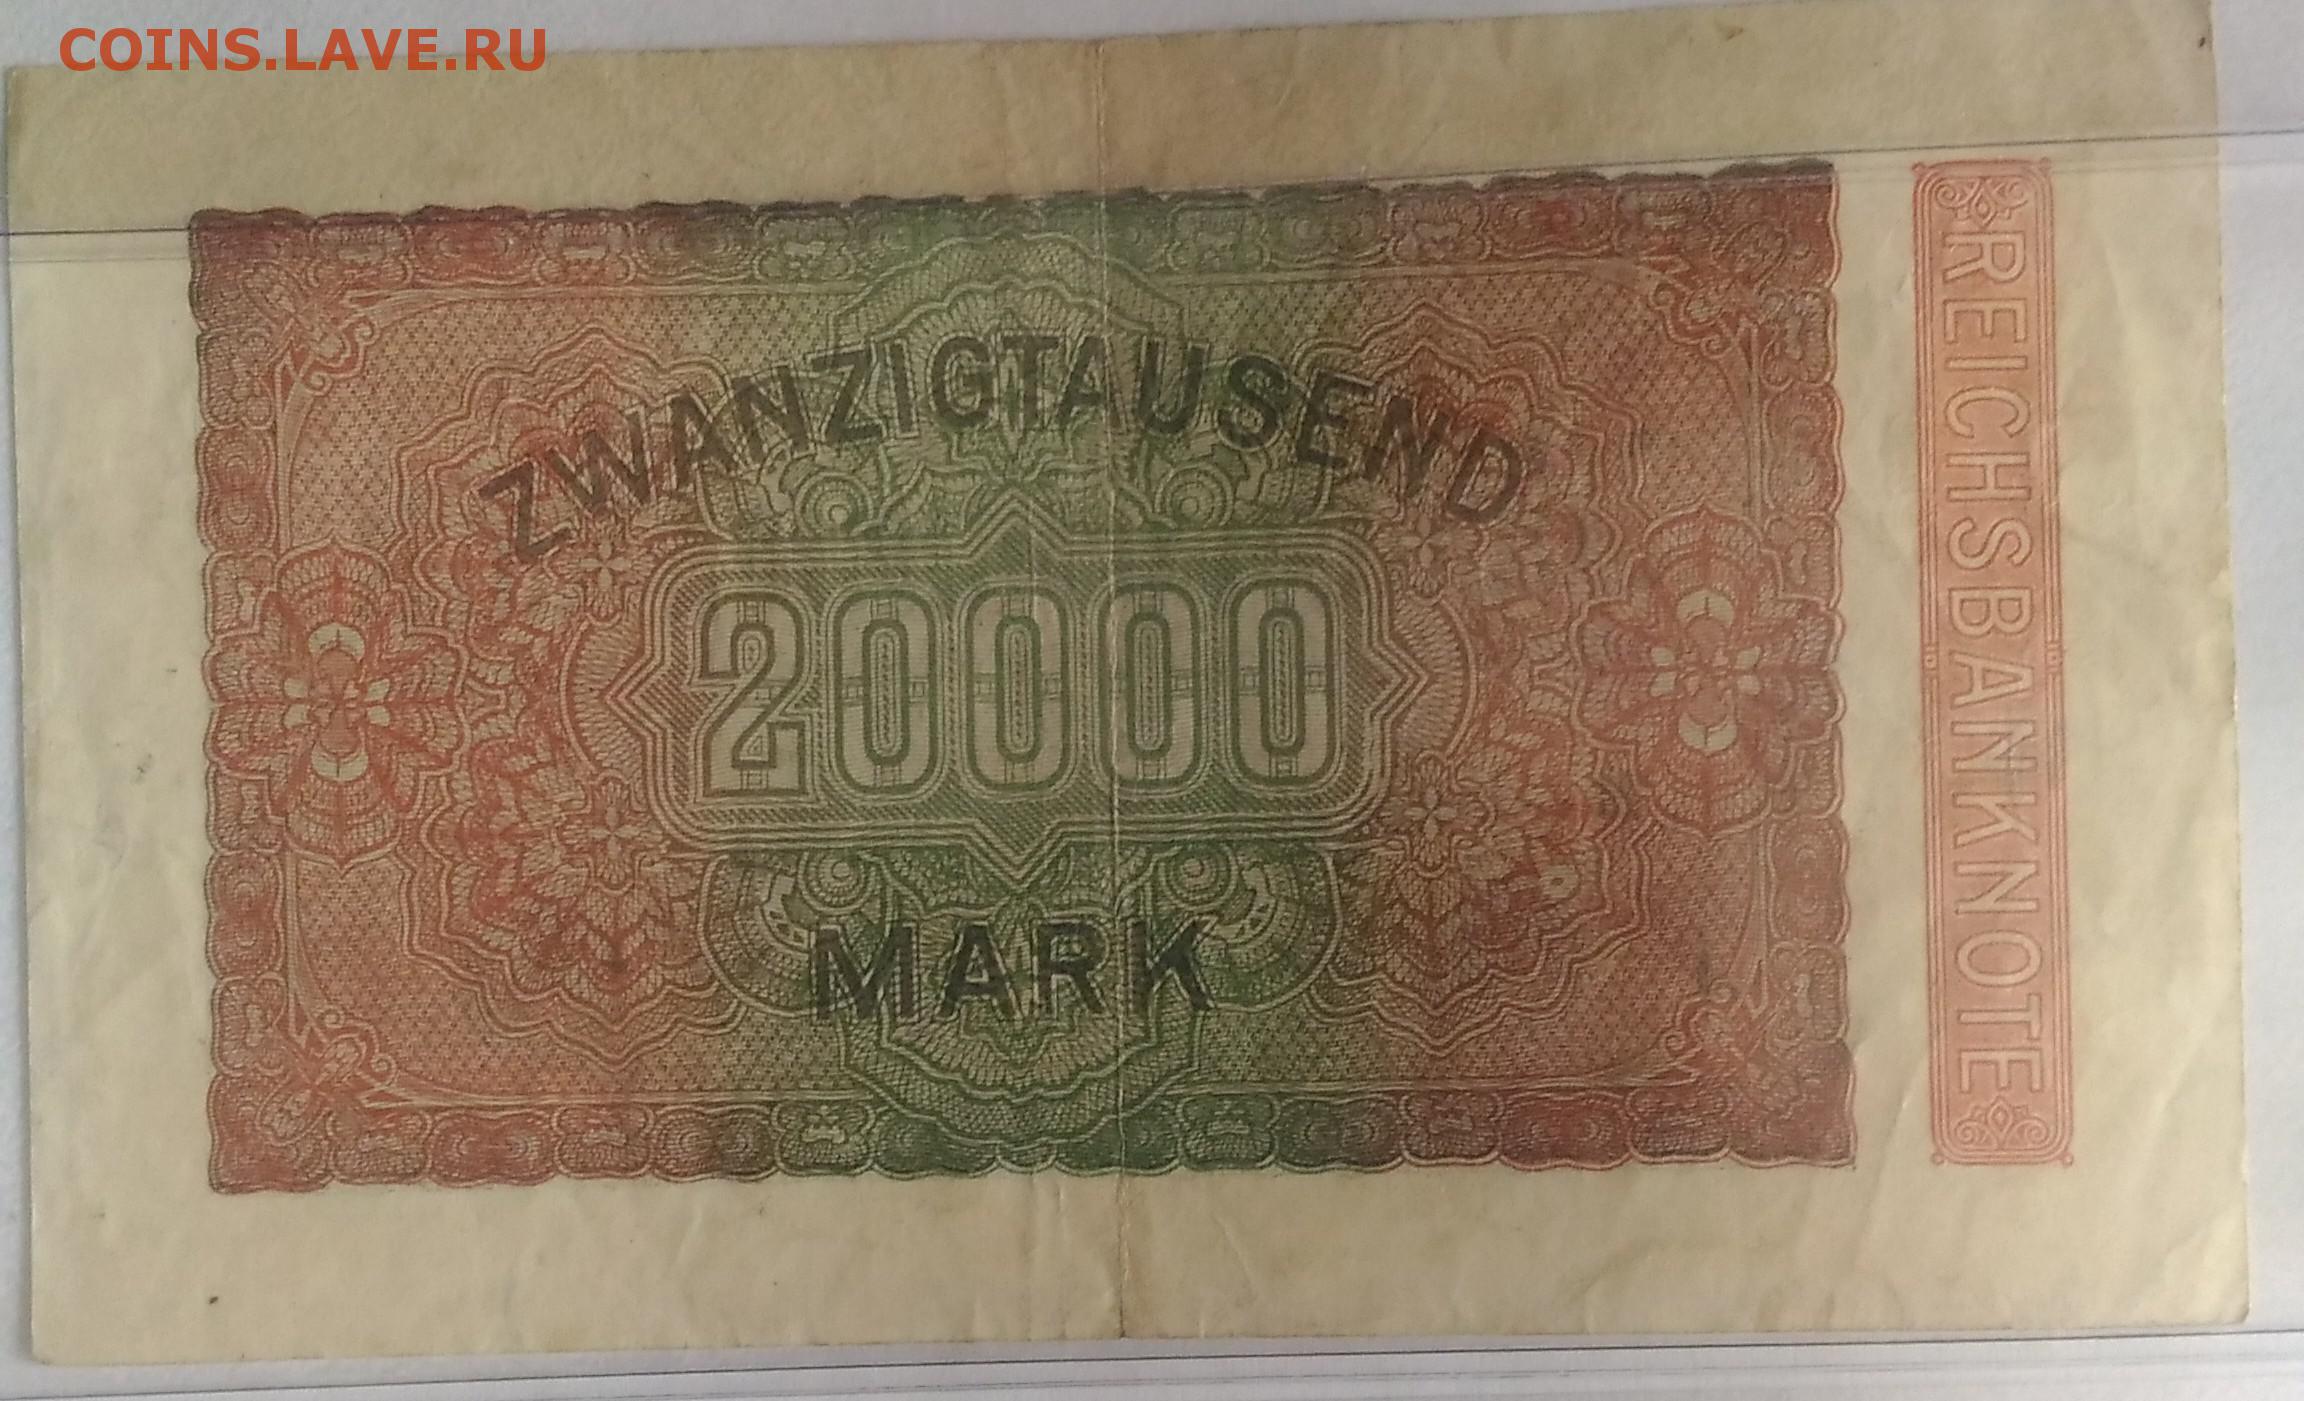 COINS.LAVE.RU
ZWANZIGTAUSEND
20000
MARK
REICHSBANKNOTE